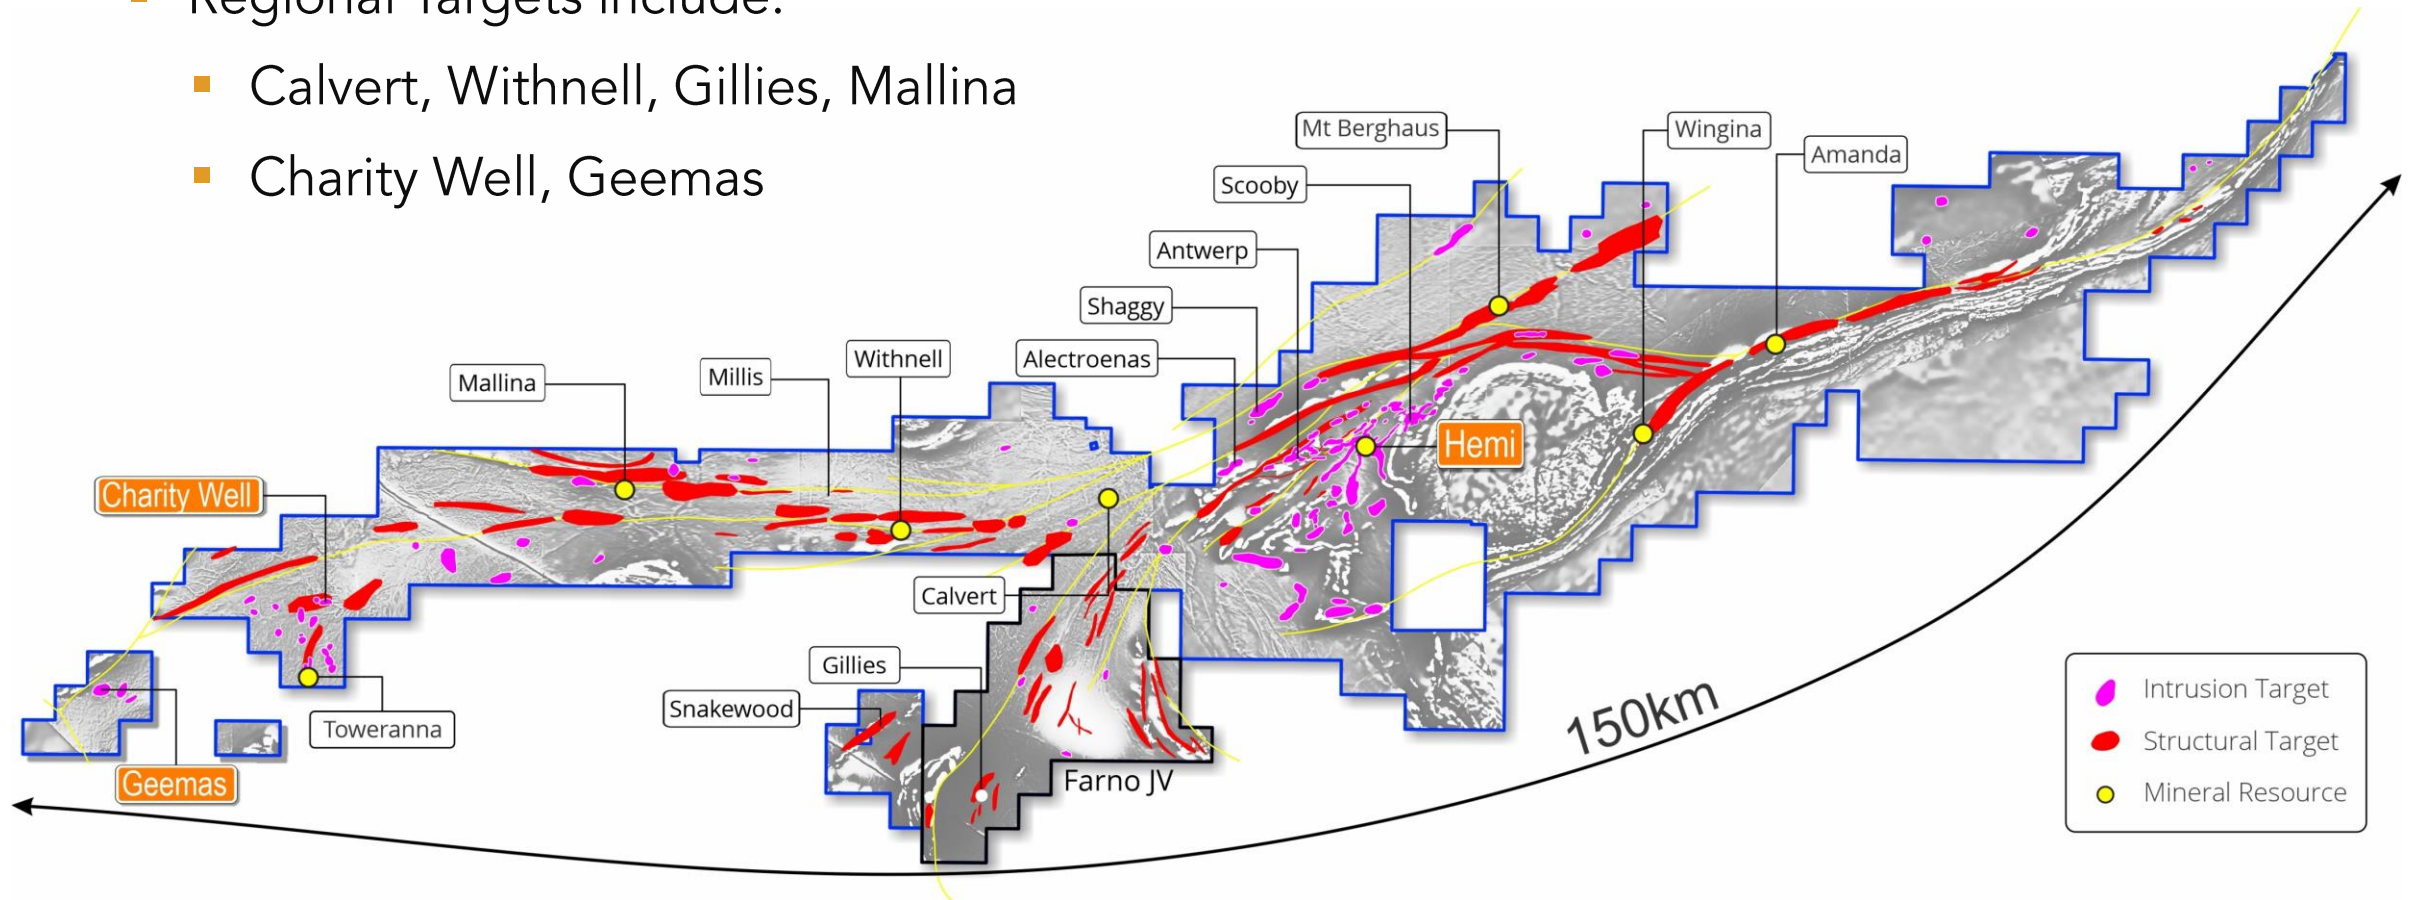 Regional Targets include:
Calvert, Withnell, Gillies, Mallina
Charity Well, Geemas
Mt Berghaus
Wingina
Amanda
Scooby
Antwerp
Shaggy
Alectroenas
Withnell
Millis
Mallina
Hemi
Charity Well
Calvert
Gillies
Snakewood
Toweranna
Geemas
Farno JV
150km
Intrusion Target
Structural Target
Mineral Resource